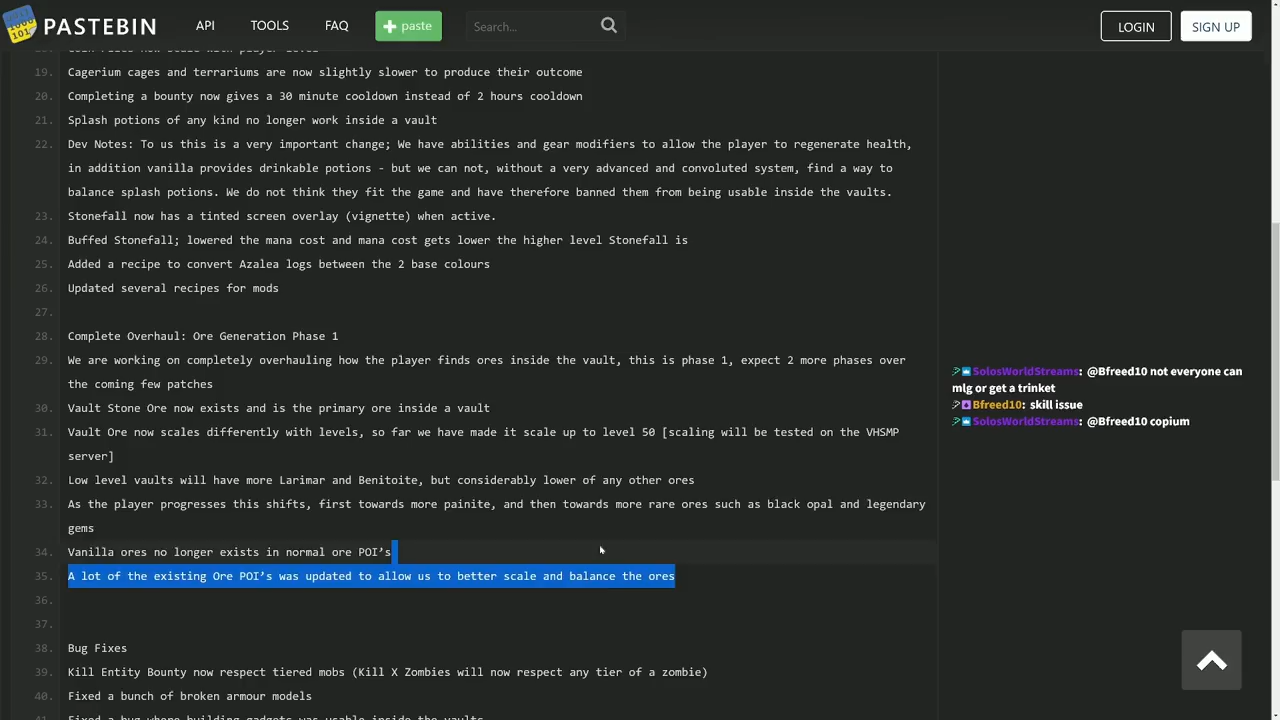 PASTEBIN API TOOLS FAQ + paste Search... LOGIN SIGN UP
19. Cagerium cages and terrariums are now slightly slower to produce their outcome
20. Completing a bounty now gives a 30 minute cooldown instead of 2 hours cooldown
21. Splash potions of any kind no longer work inside a vault
22. Dev Notes: To us this is a very important change; We have abilities and gear modifiers to allow the player to regenerate health,
in addition vanilla provides drinkable potions - but we can not, without a very advanced and convoluted system, find a way to
balance splash potions. We do not think they fit the game and have therefore banned them from being usable inside the vaults.
23. Stonefall now has a tinted screen overlay (vignette) when active.
24. Buffed Stonefall; lowered the mana cost and mana cost gets lower the higher level Stonefall is
25. Added a recipe to convert Azalea logs between the 2 base colours
26. Updated several recipes for mods
27.
28. Complete Overhaul: Ore Generation Phase 1
29. We are working on completely overhauling how the player finds ores inside the vault, this is phase 1, expect 2 more phases over
the coming few patches
30. Vault Stone Ore now exists and is the primary ore inside a vault
31. Vault Ore now scales differently with levels, so far we have made it scale up to level 50 [scaling will be tested on the VHSMP
server]
32. Low level vaults will have more Larimar and Benitoite, but considerably lower of any other ores
33. As the player progresses this shifts, first towards more painite, and then towards more rare ores such as black opal and legendary
gems
34. Vanilla ores no longer exists in normal ore POI’s
35. A lot of the existing Ore POI’s was updated to allow us to better scale and balance the ores
36.
37.
38. Bug Fixes
39. Kill Entity Bounty now respect tiered mobs (Kill X Zombies will now respect any tier of a zombie)
40. Fixed a bunch of broken armour models
SolosWorldStreams: @Bfreed10 not everyone can
mlg or get a trinket
Bfreed10: skill issue
SolosWorldStreams: @Bfreed10 copium